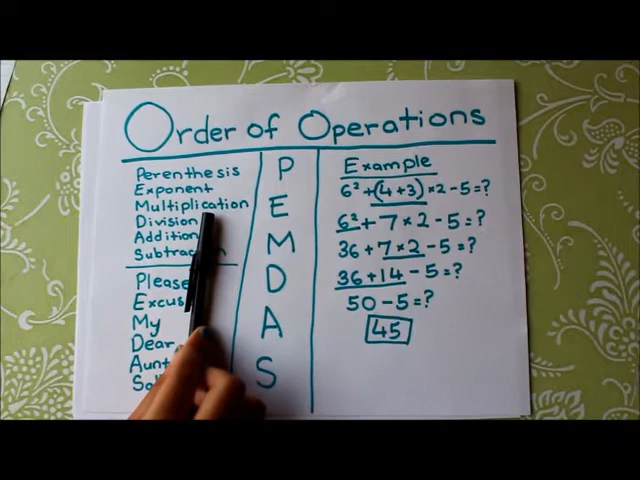 Order of Operations
Perenthesis
Exponent
Multiplication
Division
Addition
Please
My
Dear
P
E
M
D
A
S
Example
6² + (4 + 3) × 2 - 5 = ?
6² + 7 × 2 - 5 = ?
36 + 7 × 2 - 5 = ?
36 + 14 - 5 = ?
50 - 5 = ?
45